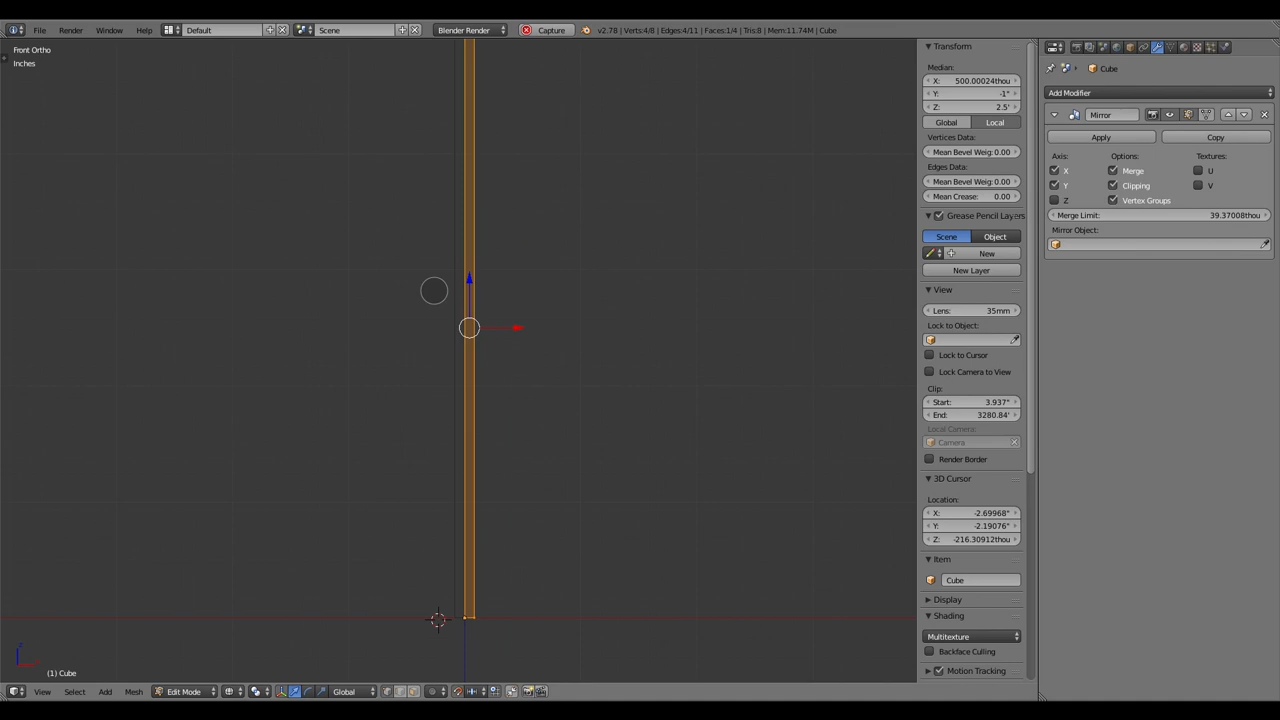 File Render Window Help Default Scene Blender Render Capture v2.78 | Verts:4/8 | Edges:4/11 | Faces:1/4 | Tris:8 | Mem:11.74M | Cube
Front Ortho
Inches
(1) Cube
View Select Add Mesh Edit Mode Global
Transform
Median:
X: 500.00024thou
Y: -1"
Z: 2.5'
Global Local
Vertices Data:
Mean Bevel Weig: 0.00
Edges Data:
Mean Bevel Weig: 0.00
Mean Crease: 0.00
Grease Pencil Layers
Scene Object
New
New Layer
View
Lens: 35mm
Lock to Object:
Lock to Cursor
Lock Camera to View
Clip:
Start: 3.937"
End: 3280.84'
Local Camera:
Camera
Render Border
3D Cursor
Location:
X: -2.69968"
Y: -2.19076"
Z: -216.30912thou
Item
Cube
Display
Shading
Multitexture
Backface Culling
Motion Tracking
Cube
Add Modifier
Mirror
Apply Copy
Axis: Options: Textures:
X Merge U
Y Clipping V
Z Vertex Groups
Merge Limit: 39.37008thou
Mirror Object: